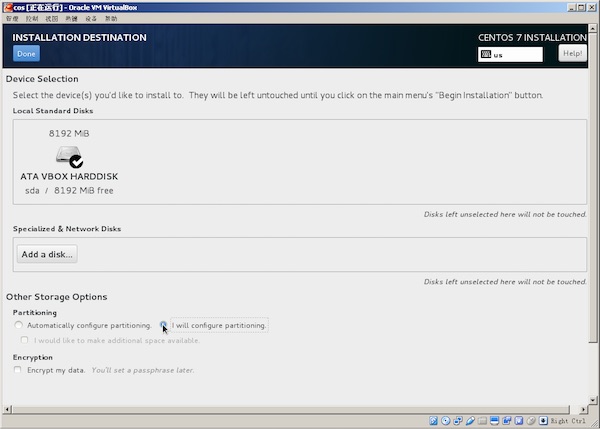 cos [正在运行] - Oracle VM VirtualBox
管理 控制 视图 热键 设备 帮助
INSTALLATION DESTINATION
CENTOS 7 INSTALLATION
Done
us
Help!
Device Selection
Select the device(s) you'd like to install to. They will be left untouched until you click on the main menu's "Begin Installation" button.
Local Standard Disks
8192 MiB
ATA VBOX HARDDISK
sda / 8192 MiB free
Disks left unselected here will not be touched.
Specialized & Network Disks
Add a disk...
Disks left unselected here will not be touched.
Other Storage Options
Partitioning
Automatically configure partitioning. I will configure partitioning.
I would like to make additional space available.
Encryption
Encrypt my data. You'll set a passphrase later.
Right Ctrl